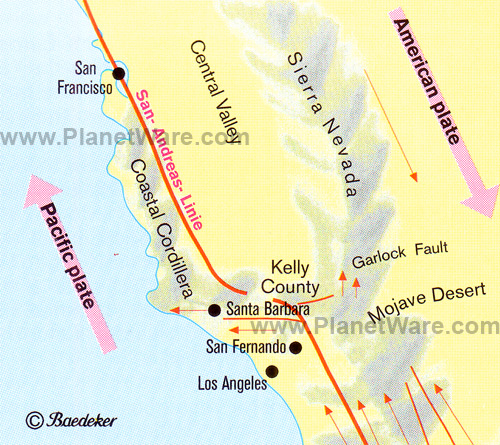 San
Francisco
Central Valley
Sierra Nevada
American plate
San- Andreas- Linie
www.PlanetWare.com
Coastal Cordillera
Pacific plate
Kelly
County
Garlock Fault
Mojave Desert
Santa Barbara
www.PlanetWare.com
San Fernando
Los Angeles
© Baedeker